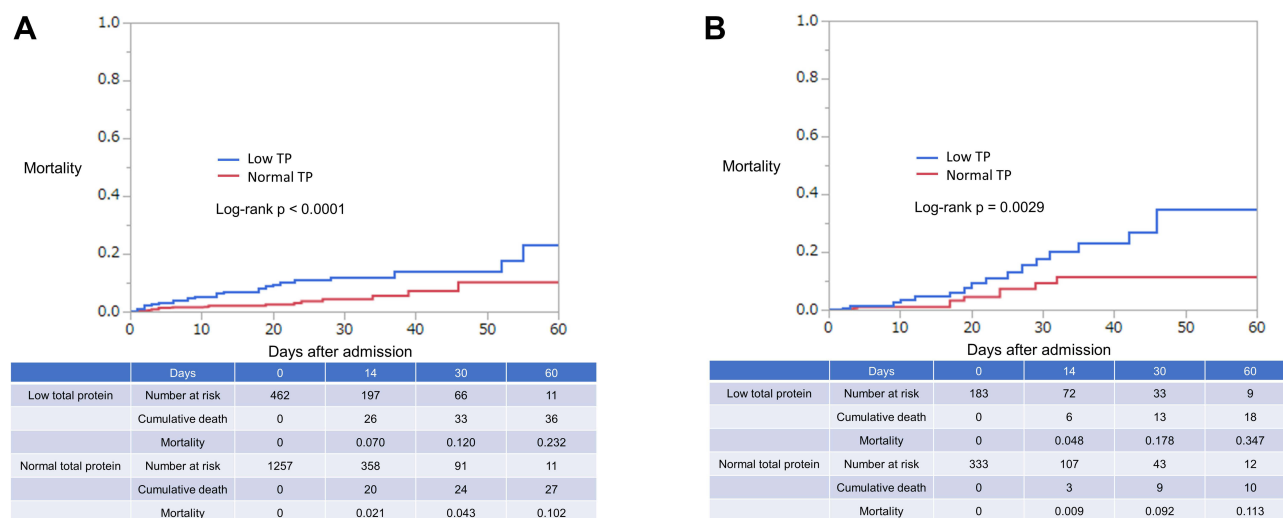 A
1.0
0.8
0.6
Mortality
Low TP
Normal TP
0.4
Log-rank p < 0.0001
0.2
0.0
0 10 20 30 40 50 60
Days after admission
Days 0 14 30 60
Low total protein Number at risk 462 197 66 11
Cumulative death 0 26 33 36
Mortality 0 0.070 0.120 0.232
Normal total protein Number at risk 1257 358 91 11
Cumulative death 0 20 24 27
Mortality 0 0.021 0.043 0.102
B
1.0
0.8
0.6
Mortality
Low TP
Normal TP
0.4
Log-rank p = 0.0029
0.2
0.0
0 10 20 30 40 50 60
Days after admission
Days 0 14 30 60
Low total protein Number at risk 183 72 33 9
Cumulative death 0 6 13 18
Mortality 0 0.048 0.178 0.347
Normal total protein Number at risk 333 107 43 12
Cumulative death 0 3 9 10
Mortality 0 0.009 0.092 0.113